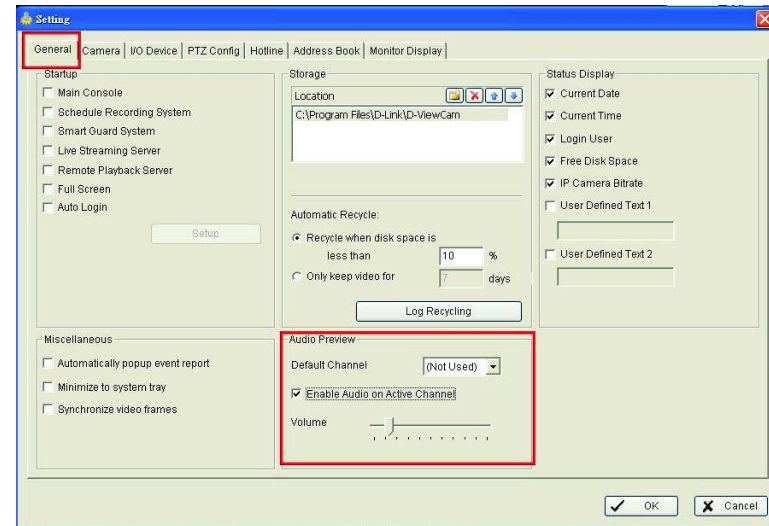 Setting
General Camera I/O Device PTZ Config Hotline Address Book Monitor Display
Startup
Main Console
Schedule Recording System
Smart Guard System
Live Streaming Server
Remote Playback Server
Full Screen
Auto Login
Setup
Storage
Location
C:\Program Files\D-Link\D-ViewCam
Automatic Recycle:
Recycle when disk space is
less than 10 %
Only keep video for 7 days
Log Recycling
Status Display
Current Date
Current Time
Login User
Free Disk Space
IP Camera Bitrate
User Defined Text 1
User Defined Text 2
Miscellaneous
Automatically popup event report
Minimize to system tray
Synchronize video frames
Audio Preview
Default Channel (Not Used)
Enable Audio on Active Channel
Volume
OK Cancel